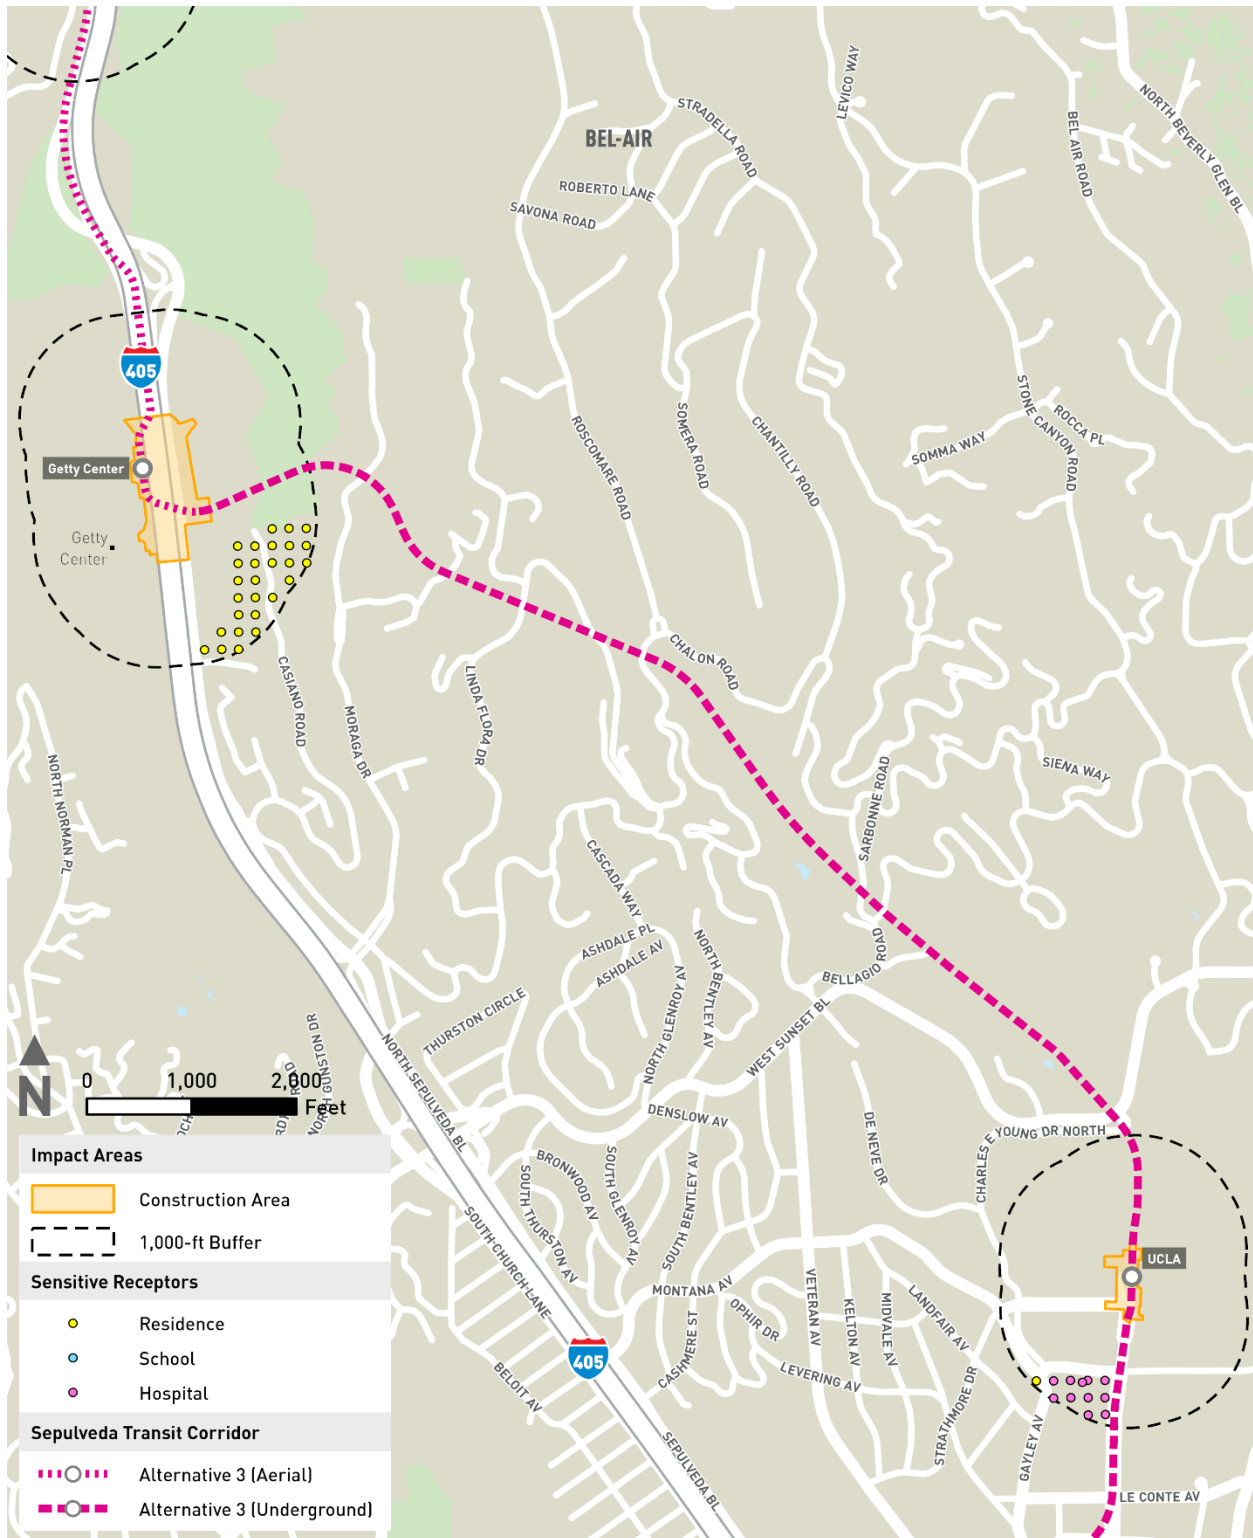 BEL-AIR
STRADELLA ROAD
LEVICO WAY
BEL AIR ROAD
NORTH BEVERLY GLEN BL
ROBERTO LANE
SAVONA ROAD
405
Getty Center
Getty
Center
ROSCOMARE ROAD
SOMERA ROAD
CHANTILLY ROAD
STONE CANYON ROAD
ROCCA PL
SOMMA WAY
CHALON ROAD
CASIANO ROAD
MORAGA DR
LINDA FLORA DR
NORTH NORMAN PL
SARBONNE ROAD
SIENA WAY
CASCADA WAY
ASHDALE PL
ASHDALE AV
NORTH BENTLEY AV
NORTH GLENROY AV
BELLAGIO ROAD
WEST SUNSET BL
THURSTON CIRCLE
NORTH SEPULVEDA BL
NORTH GUNSTON DR
DENSLOW AV
DE NEVE DR
CHARLES E YOUNG DR NORTH
BRONWOOD AV
SOUTH GLENROY AV
SOUTH THURSTON AV
SOUTH BENTLEY AV
SOUTH CHURCH LANE
MONTANA AV
OPHIR DR
CASHMERE ST
VETERAN AV
KELTON AV
MIDVALE AV
LANDFAIR AV
LEVERING AV
STRATHMORE DR
GAYLEY AV
LE CONTE AV
BELOIT AV
SEPULVEDA BL
405
UCLA
N
0 1,000 2,000
Feet
Impact Areas
Construction Area
1,000-ft Buffer
Sensitive Receptors
Residence
School
Hospital
Sepulveda Transit Corridor
Alternative 3 (Aerial)
Alternative 3 (Underground)